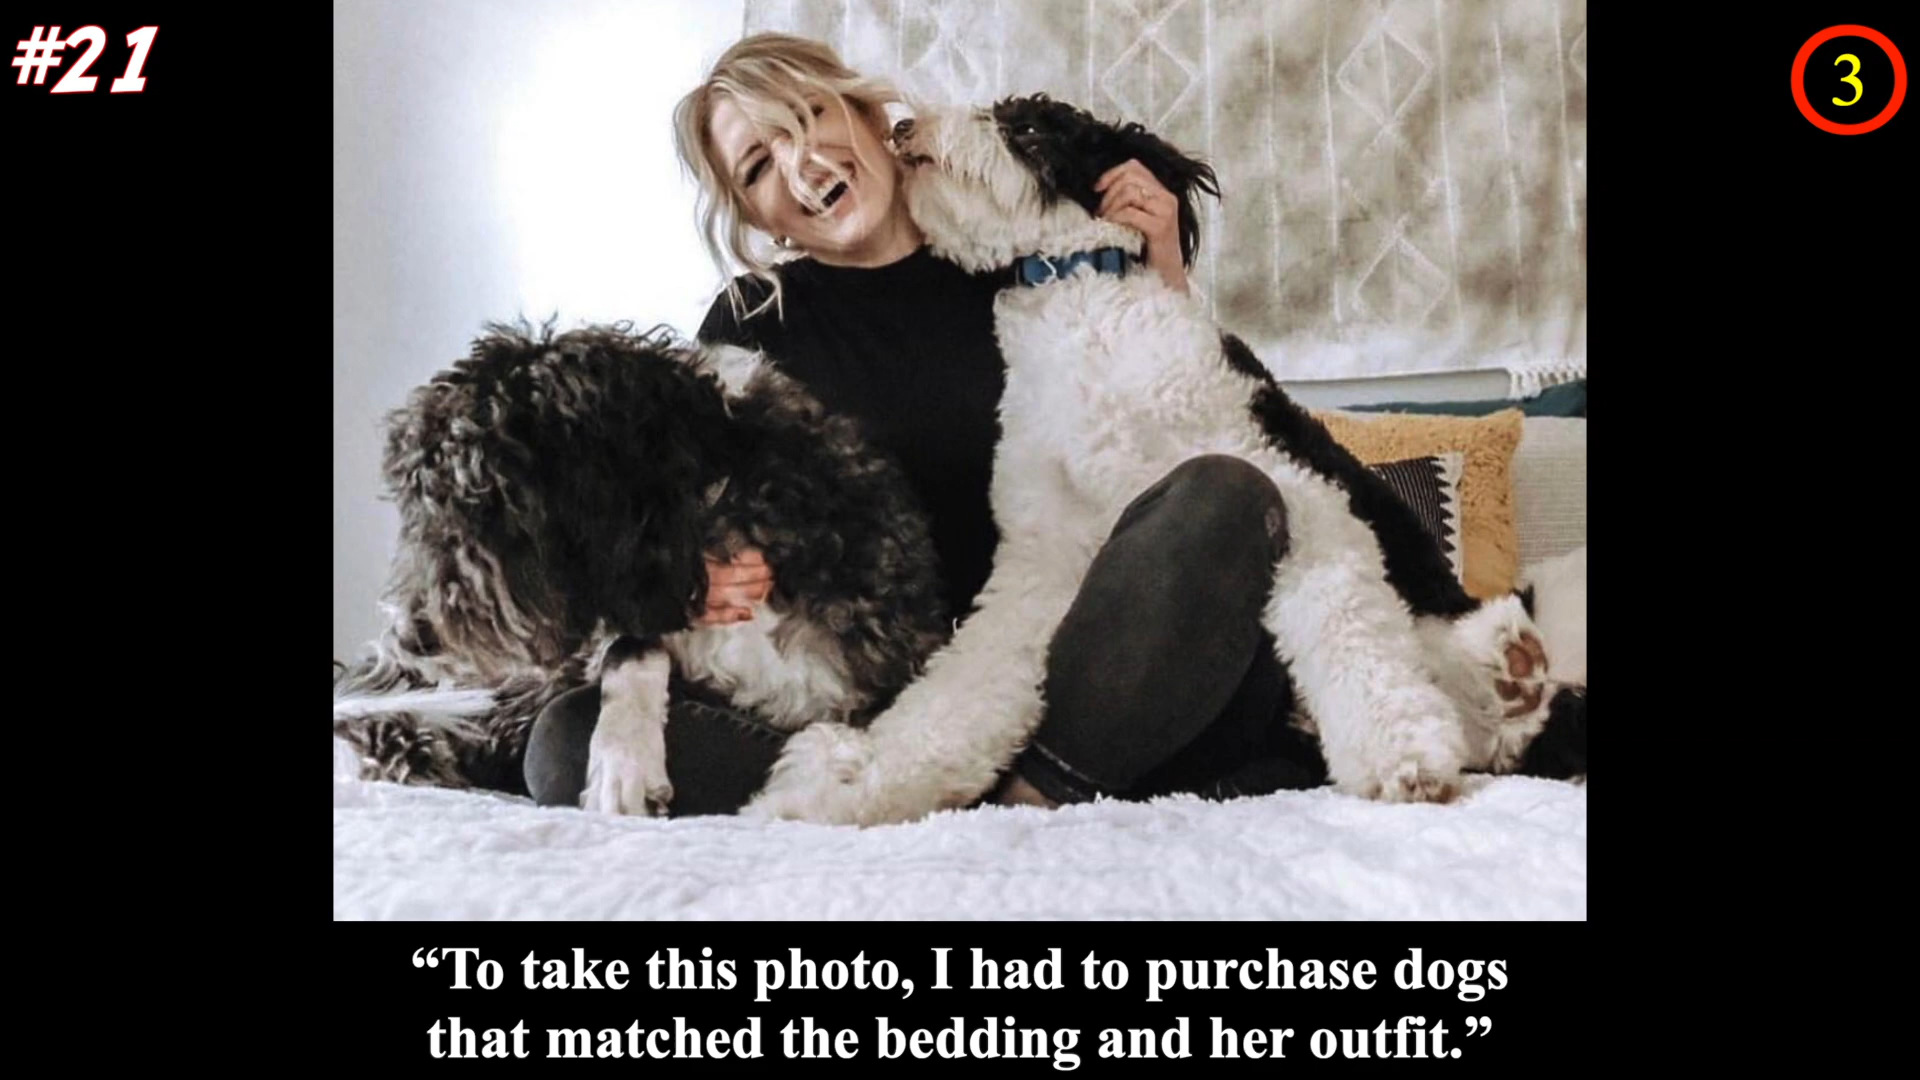 #21
3
“To take this photo, I had to purchase dogs
that matched the bedding and her outfit.”